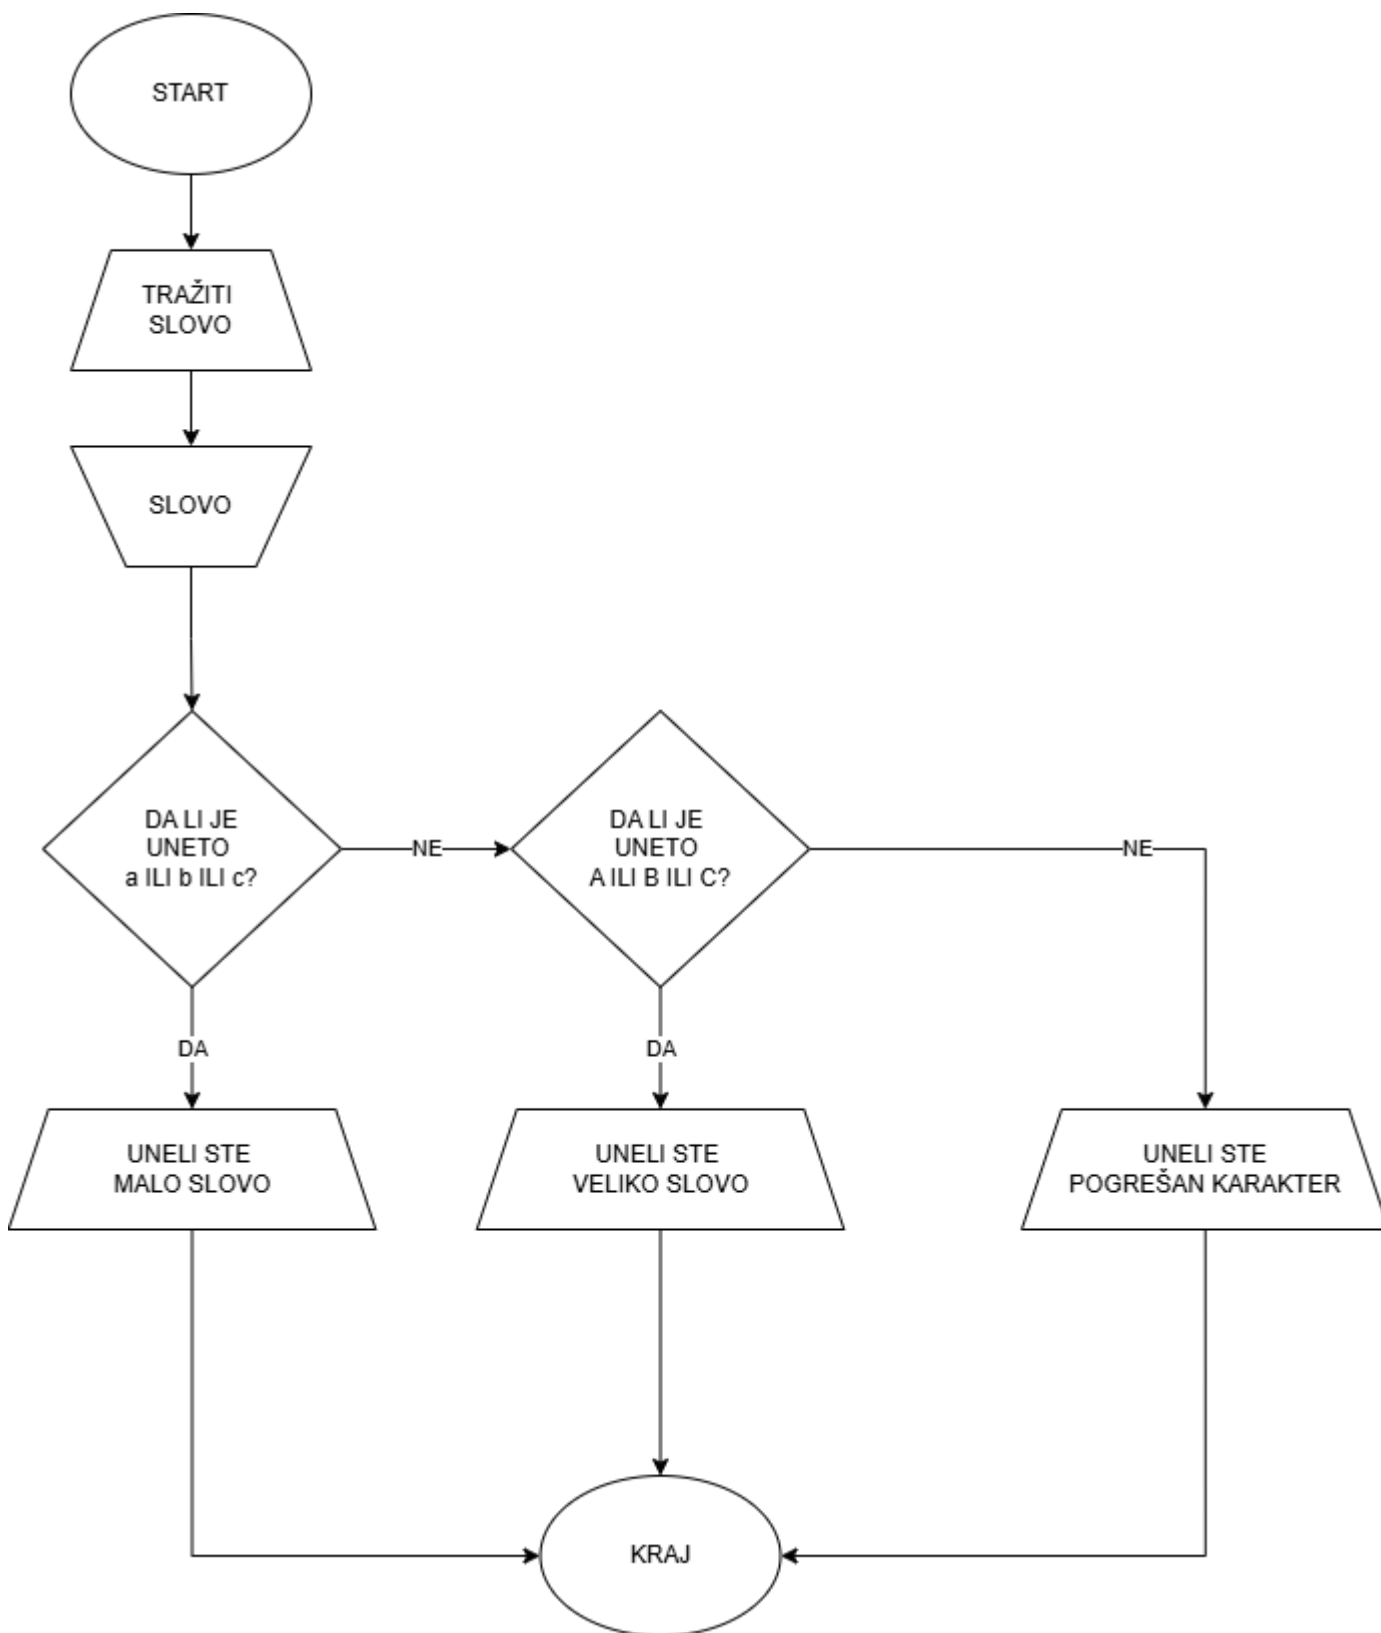 START
TRAŽITI
SLOVO
SLOVO
DA LI JE
UNETO
a ILI b ILI c?
NE
DA LI JE
UNETO
A ILI B ILI C?
NE
DA
DA
UNELI STE
MALO SLOVO
UNELI STE
VELIKO SLOVO
UNELI STE
POGREŠAN KARAKTER
KRAJ